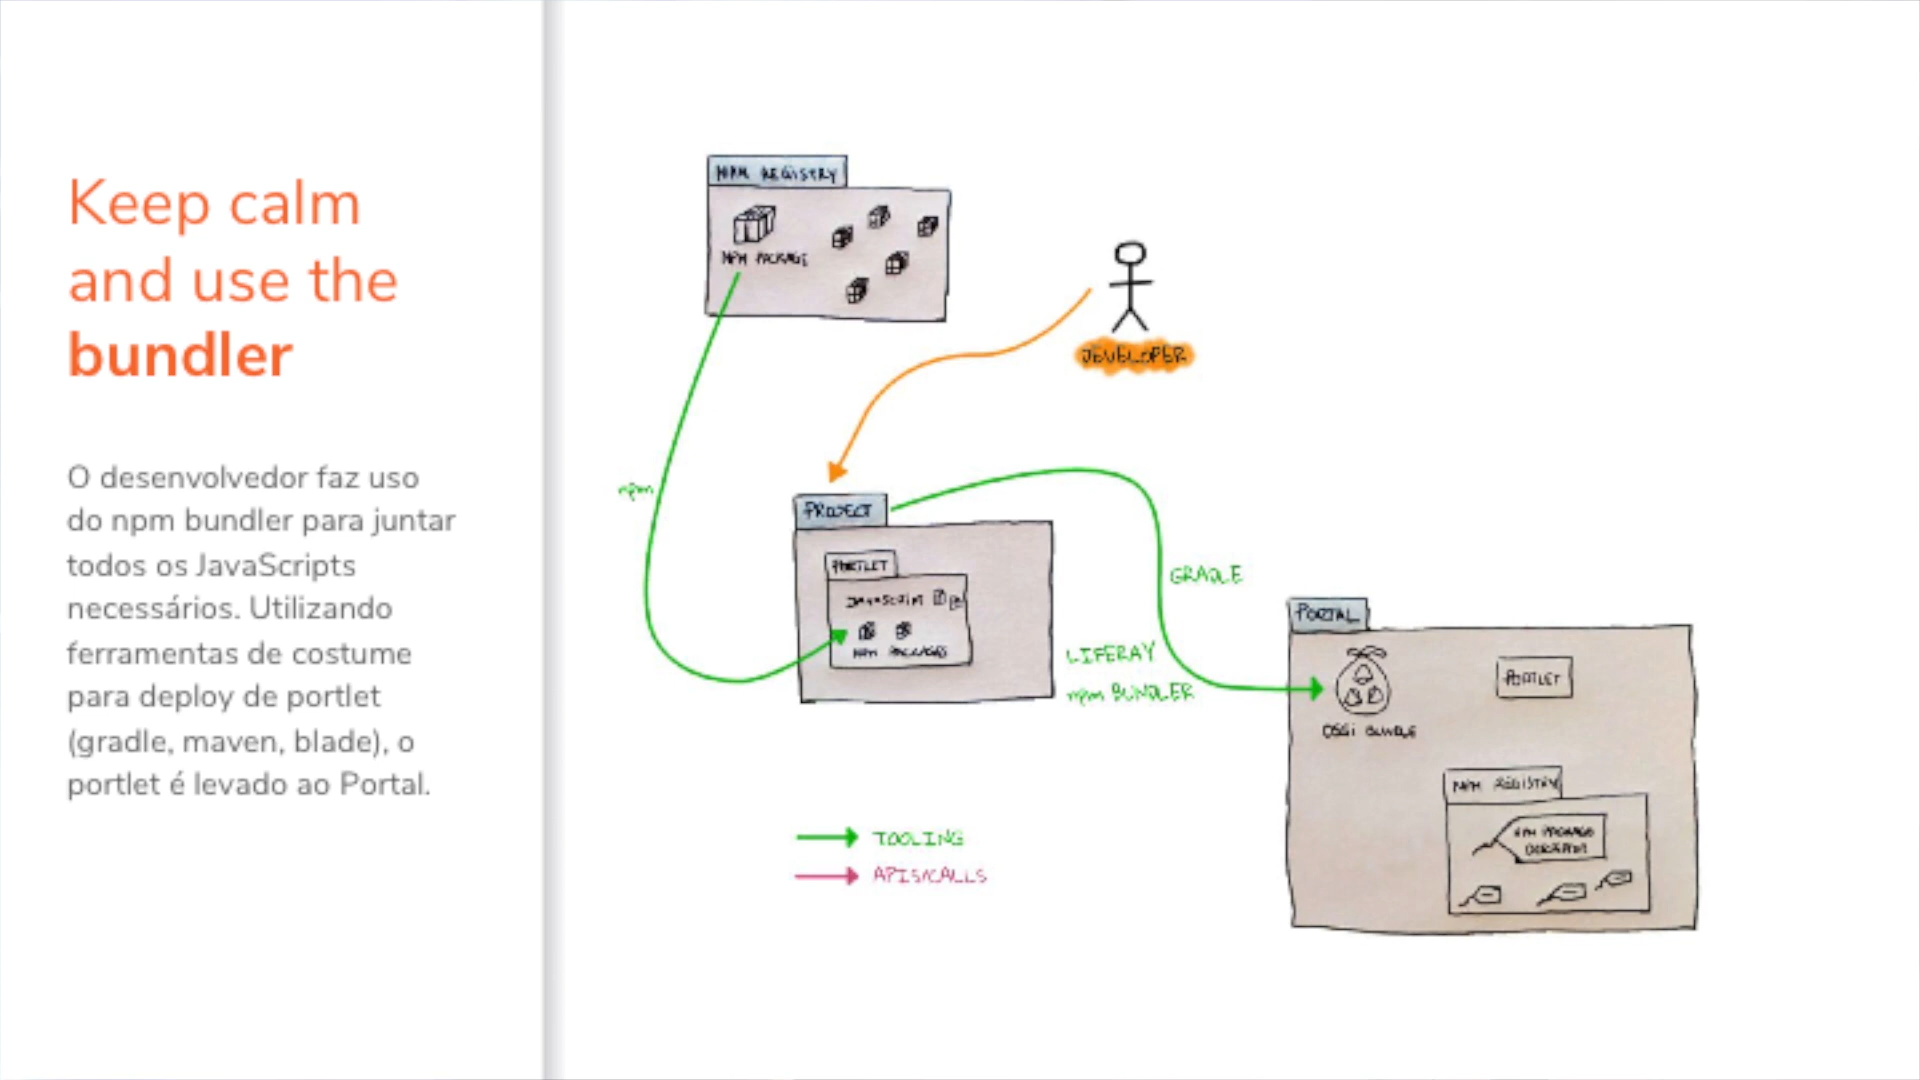 Keep calm
and use the
bundler
O desenvolvedor faz uso
do npm bundler para juntar
todos os JavaScripts
necessários. Utilizando
ferramentas de costume
para deploy de portlet
(gradle, maven, blade), o
portlet é levado ao Portal.
NPM REGISTRY
NPM PACKAGE
DEVELOPER
npm
PROJECT
PORTLET
JAVASCRIPT
NPM PACKAGES
GRADLE
LIFERAY
npm BUNDLER
PORTAL
OSGi BUNDLE
PORTLET
NPM REGISTRY
NPM PACKAGE
DESCRIPTOR
TOOLING
APIS/CALLS